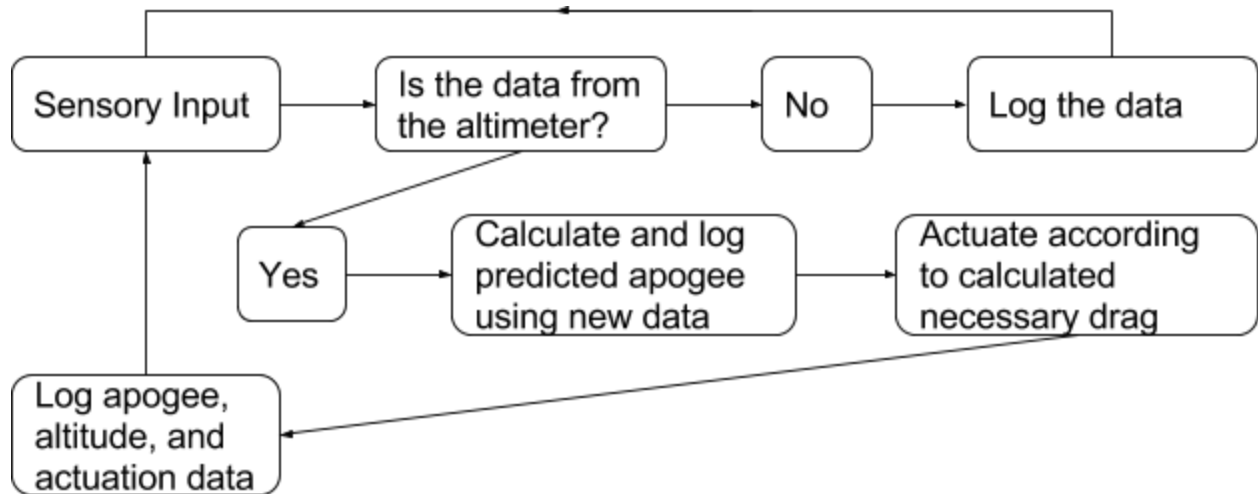 Sensory Input
Is the data from
the altimeter?
No
Log the data
Yes
Calculate and log
predicted apogee
using new data
Actuate according
to calculated
necessary drag
Log apogee,
altitude, and
actuation data